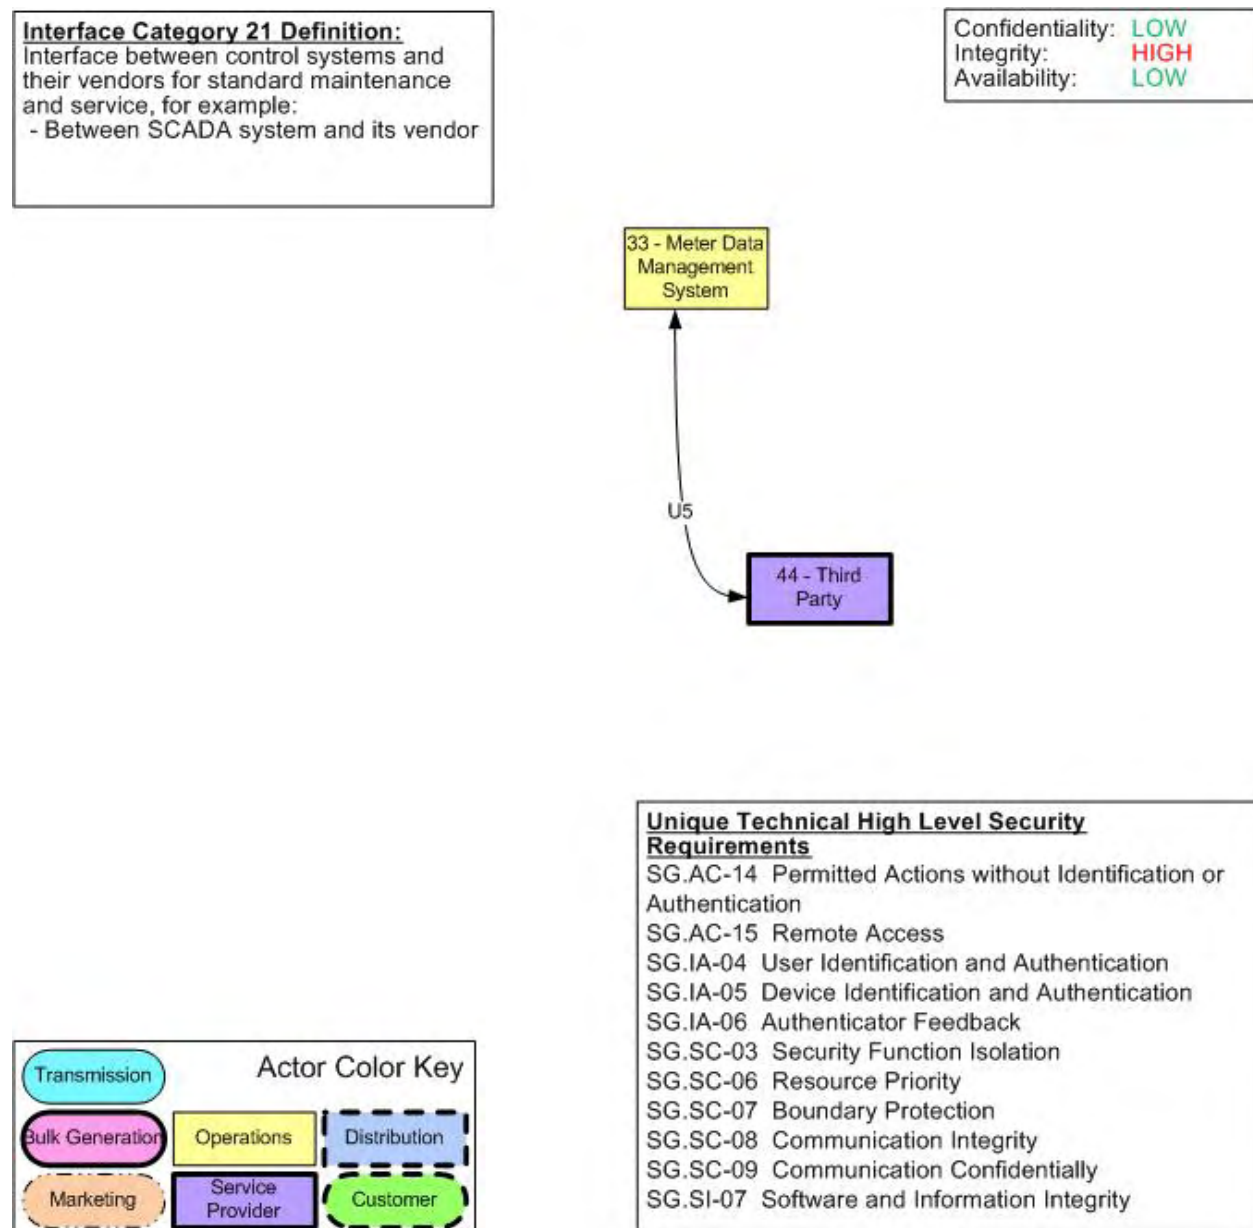 Interface Category 21 Definition:
Interface between control systems and
their vendors for standard maintenance
and service, for example:
- Between SCADA system and its vendor
Confidentiality: LOW
Integrity: HIGH
Availability: LOW
33 - Meter Data
Management
System
U5
44 - Third
Party
Unique Technical High Level Security
Requirements
SG.AC-14 Permitted Actions without Identification or
Authentication
SG.AC-15 Remote Access
SG.IA-04 User Identification and Authentication
SG.IA-05 Device Identification and Authentication
SG.IA-06 Authenticator Feedback
SG.SC-03 Security Function Isolation
SG.SC-06 Resource Priority
SG.SC-07 Boundary Protection
SG.SC-08 Communication Integrity
SG.SC-09 Communication Confidentially
SG.SI-07 Software and Information Integrity
Actor Color Key
Transmission
Bulk Generation
Operations
Distribution
Marketing
Service
Provider
Customer